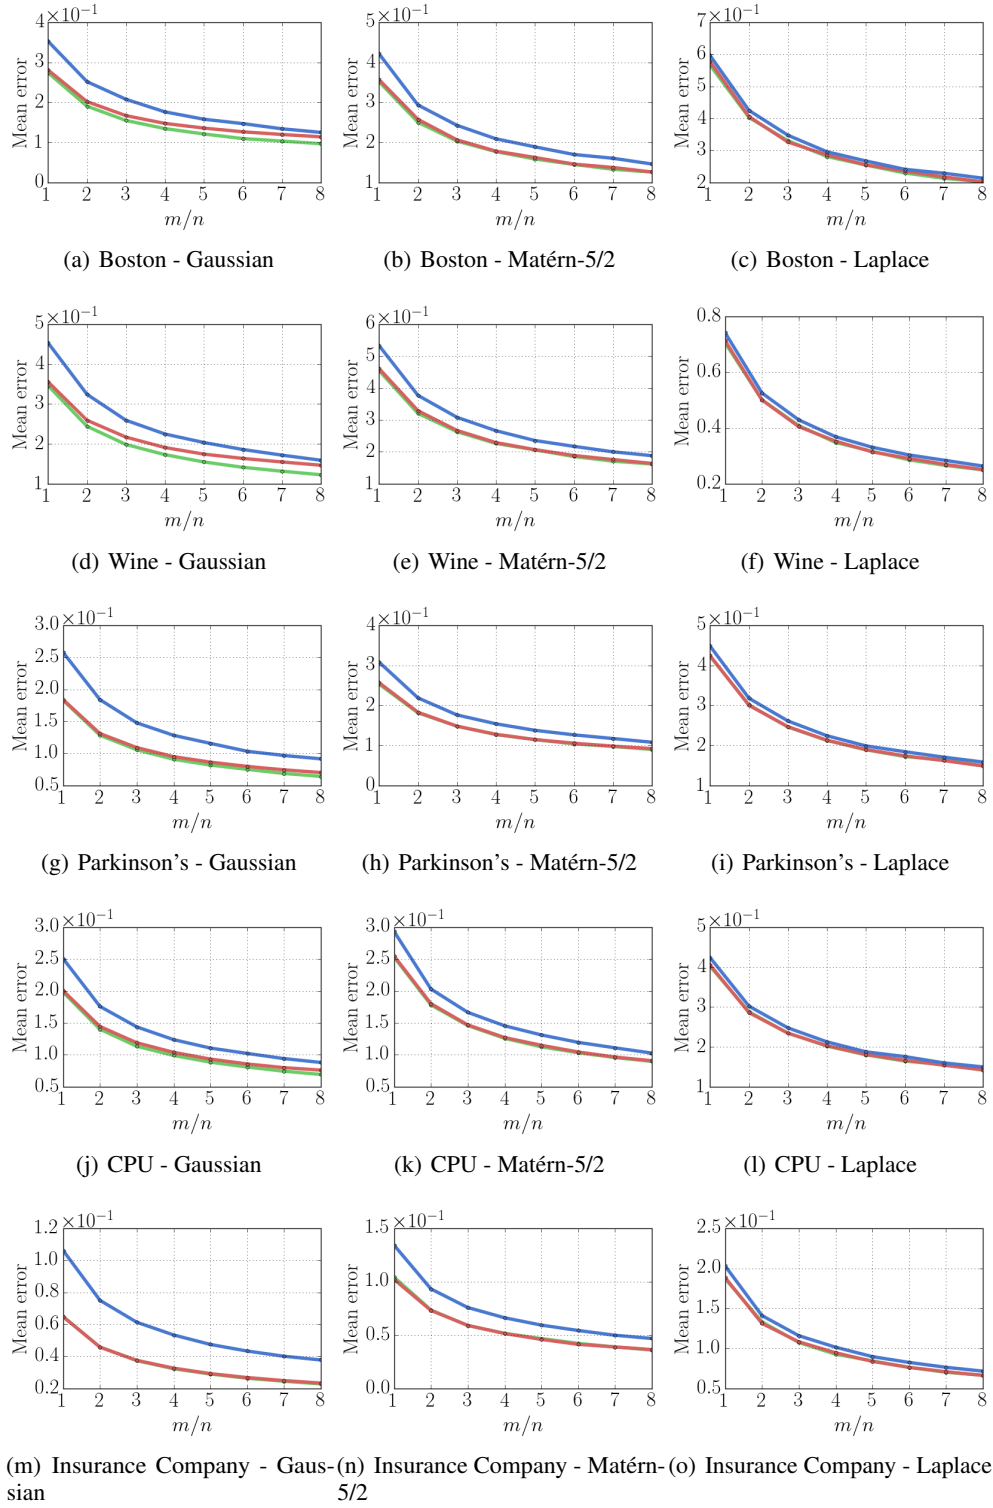 4×10⁻¹
3
2
1
0
Mean error
1 2 3 4 5 6 7 8
m/n
(a) Boston - Gaussian
5×10⁻¹
4
3
2
1
Mean error
1 2 3 4 5 6 7 8
m/n
(b) Boston - Matérn-5/2
7×10⁻¹
6
5
4
3
2
Mean error
1 2 3 4 5 6 7 8
m/n
(c) Boston - Laplace
5×10⁻¹
4
3
2
1
Mean error
1 2 3 4 5 6 7 8
m/n
(d) Wine - Gaussian
6×10⁻¹
5
4
3
2
1
Mean error
1 2 3 4 5 6 7 8
m/n
(e) Wine - Matérn-5/2
0.8
0.6
0.4
0.2
Mean error
1 2 3 4 5 6 7 8
m/n
(f) Wine - Laplace
3.0×10⁻¹
2.5
2.0
1.5
1.0
0.5
Mean error
1 2 3 4 5 6 7 8
m/n
(g) Parkinson's - Gaussian
4×10⁻¹
3
2
1
0
Mean error
1 2 3 4 5 6 7 8
m/n
(h) Parkinson's - Matérn-5/2
5×10⁻¹
4
3
2
1
Mean error
1 2 3 4 5 6 7 8
m/n
(i) Parkinson's - Laplace
3.0×10⁻¹
2.5
2.0
1.5
1.0
0.5
Mean error
1 2 3 4 5 6 7 8
m/n
(j) CPU - Gaussian
3.0×10⁻¹
2.5
2.0
1.5
1.0
0.5
Mean error
1 2 3 4 5 6 7 8
m/n
(k) CPU - Matérn-5/2
5×10⁻¹
4
3
2
1
Mean error
1 2 3 4 5 6 7 8
m/n
(l) CPU - Laplace
1.2×10⁻¹
1.0
0.8
0.6
0.4
0.2
Mean error
1 2 3 4 5 6 7 8
m/n
(m) Insurance Company - Gaus-
sian
1.5×10⁻¹
1.0
0.5
0.0
Mean error
1 2 3 4 5 6 7 8
m/n
(n) Insurance Company - Matérn-
5/2
2.5×10⁻¹
2.0
1.5
1.0
0.5
Mean error
1 2 3 4 5 6 7 8
m/n
(o) Insurance Company - Laplace